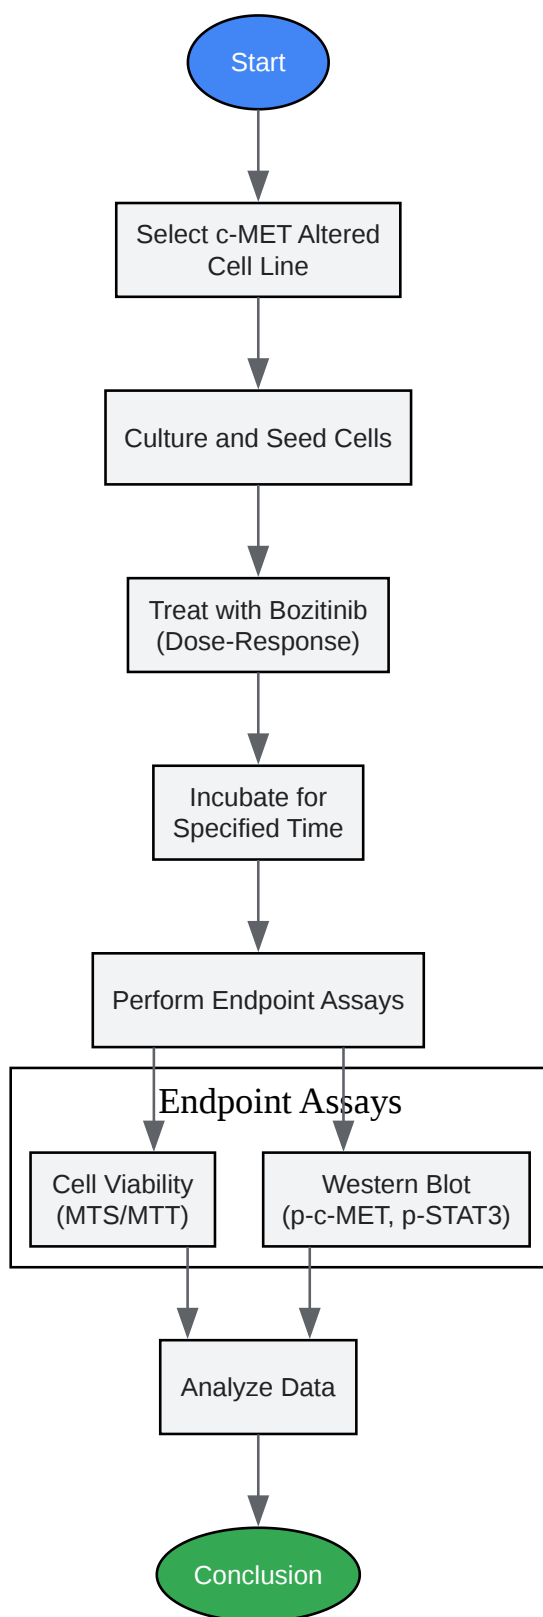 Start
Select c-MET Altered
Cell Line
Culture and Seed Cells
Treat with Bozitinib
(Dose-Response)
Incubate for
Specified Time
Perform Endpoint Assays
Endpoint Assays
Cell Viability
(MTS/MTT)
Western Blot
(p-c-MET, p-STAT3)
Analyze Data
Conclusion